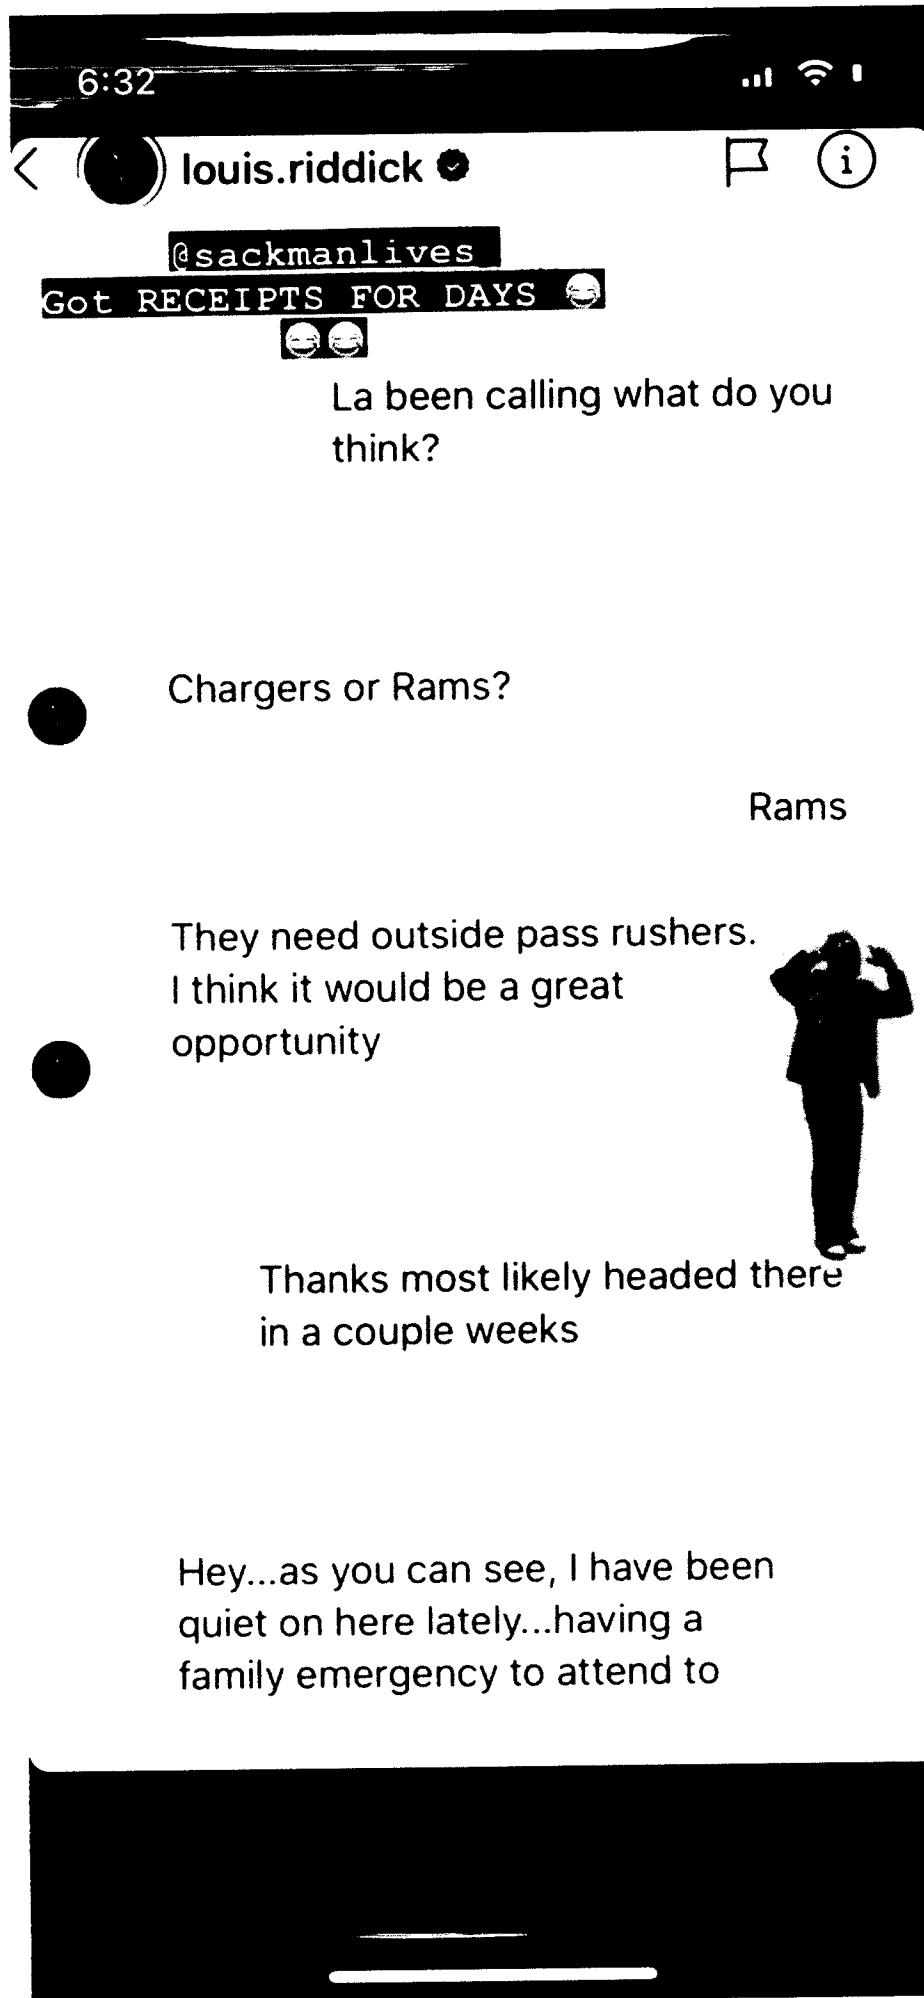 6:32
louis.riddick
@sackmanlives
Got RECEIPTS FOR DAYS 😂
😂😂
La been calling what do you
think?
Chargers or Rams?
Rams
They need outside pass rushers.
I think it would be a great
opportunity
Thanks most likely headed there
in a couple weeks
Hey...as you can see, I have been
quiet on here lately...having a
family emergency to attend to